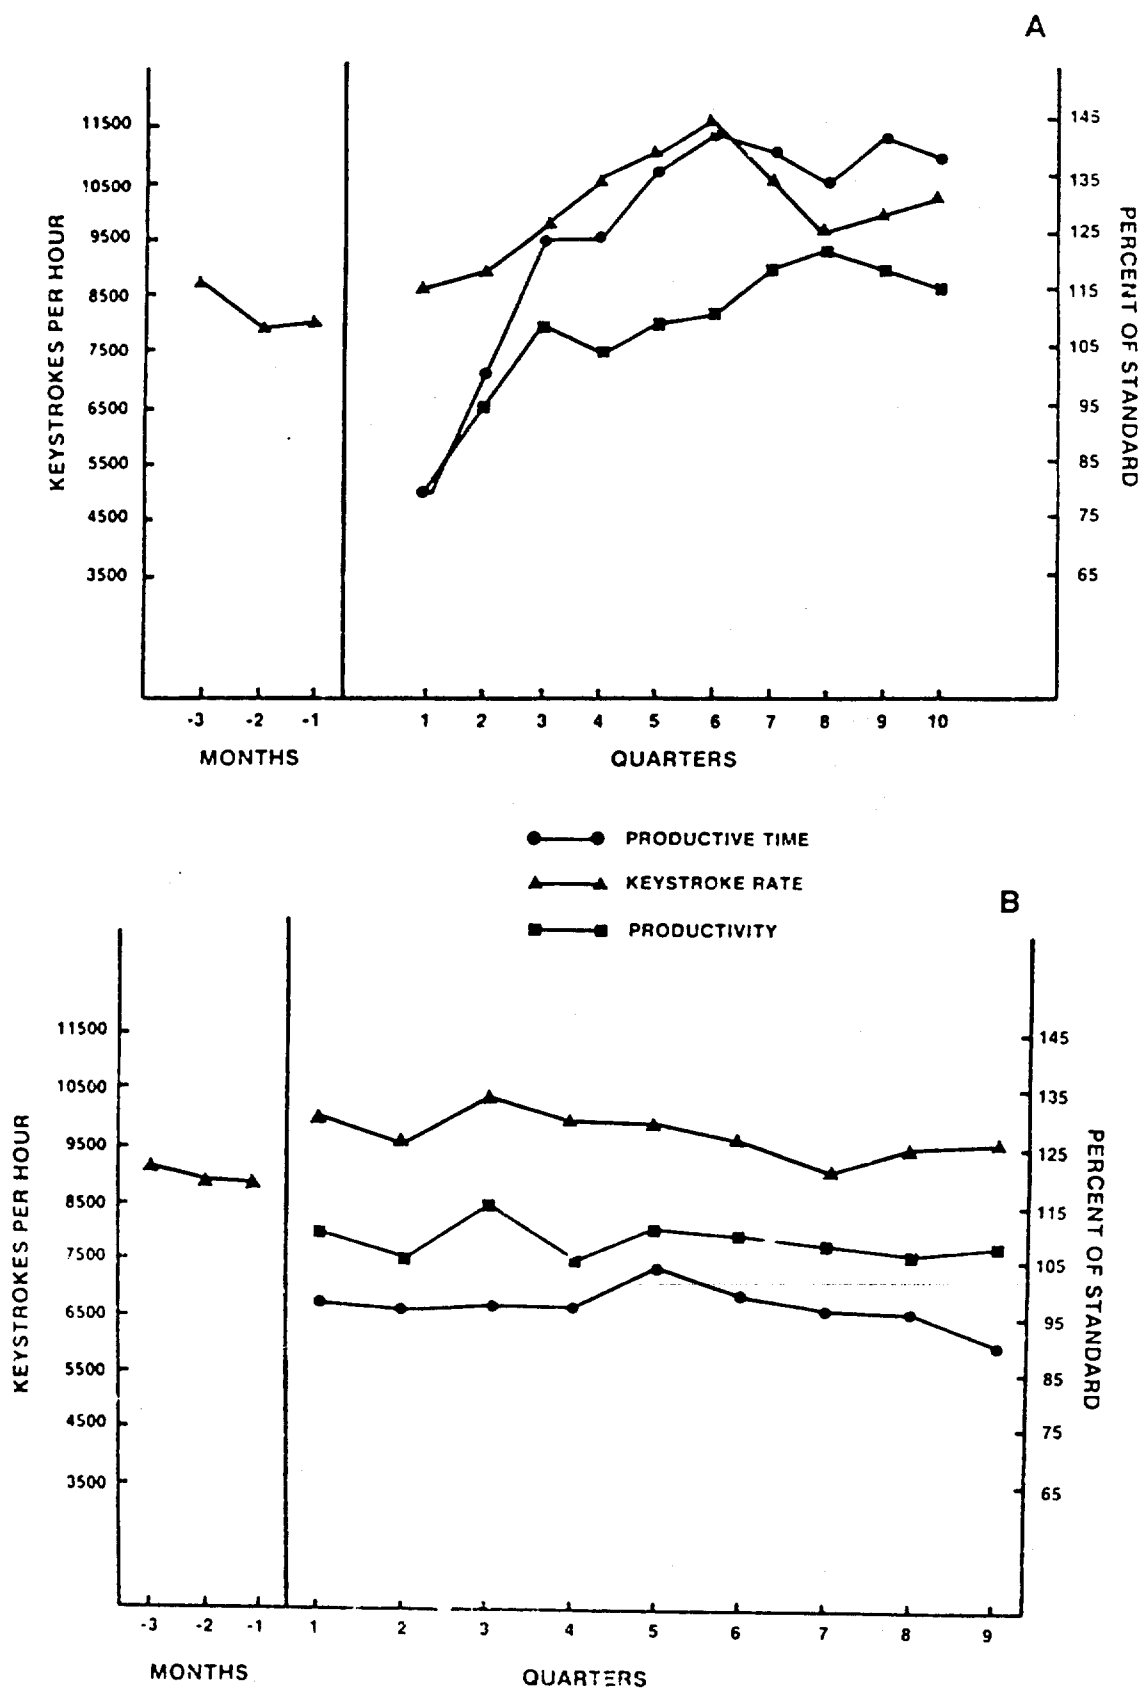 A
11500
10500
9500
8500
7500
6500
5500
4500
3500
KEYSTROKES PER HOUR
145
135
125
115
105
95
85
75
65
PERCENT OF STANDARD
-3 -2 -1 1 2 3 4 5 6 7 8 9 10
MONTHS QUARTERS
PRODUCTIVE TIME
KEYSTROKE RATE
PRODUCTIVITY
B
11500
10500
9500
8500
7500
6500
5500
4500
3500
KEYSTROKES PER HOUR
145
135
125
115
105
95
85
75
65
PERCENT OF STANDARD
-3 -2 -1 1 2 3 4 5 6 7 8 9
MONTHS QUARTERS